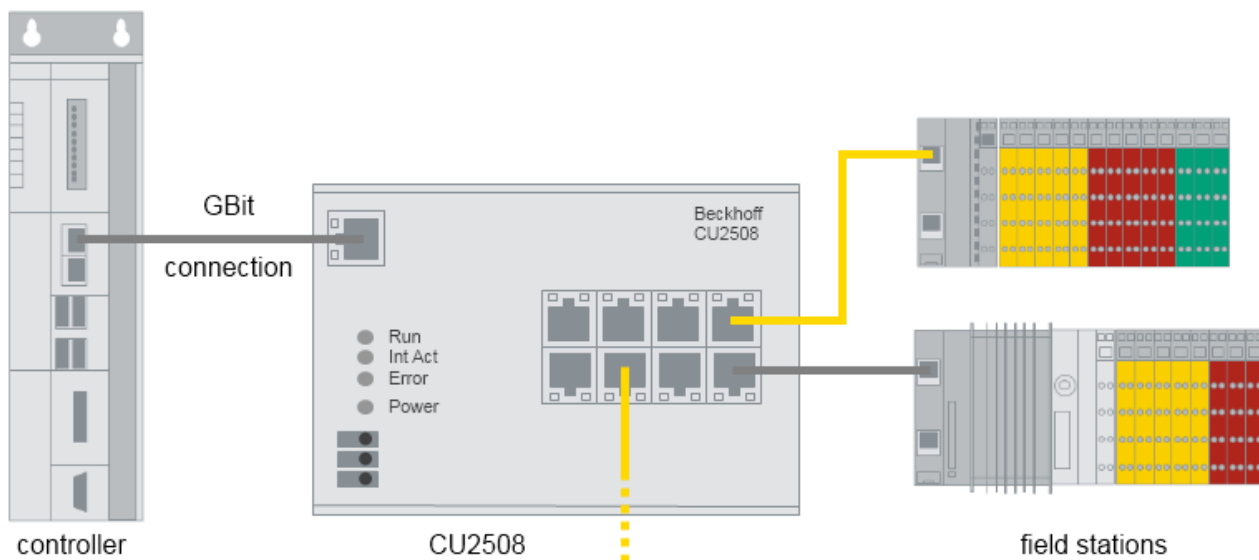 GBit
connection
Beckhoff
CU2508
Run
Int Act
Error
Power
controller
CU2508
field stations